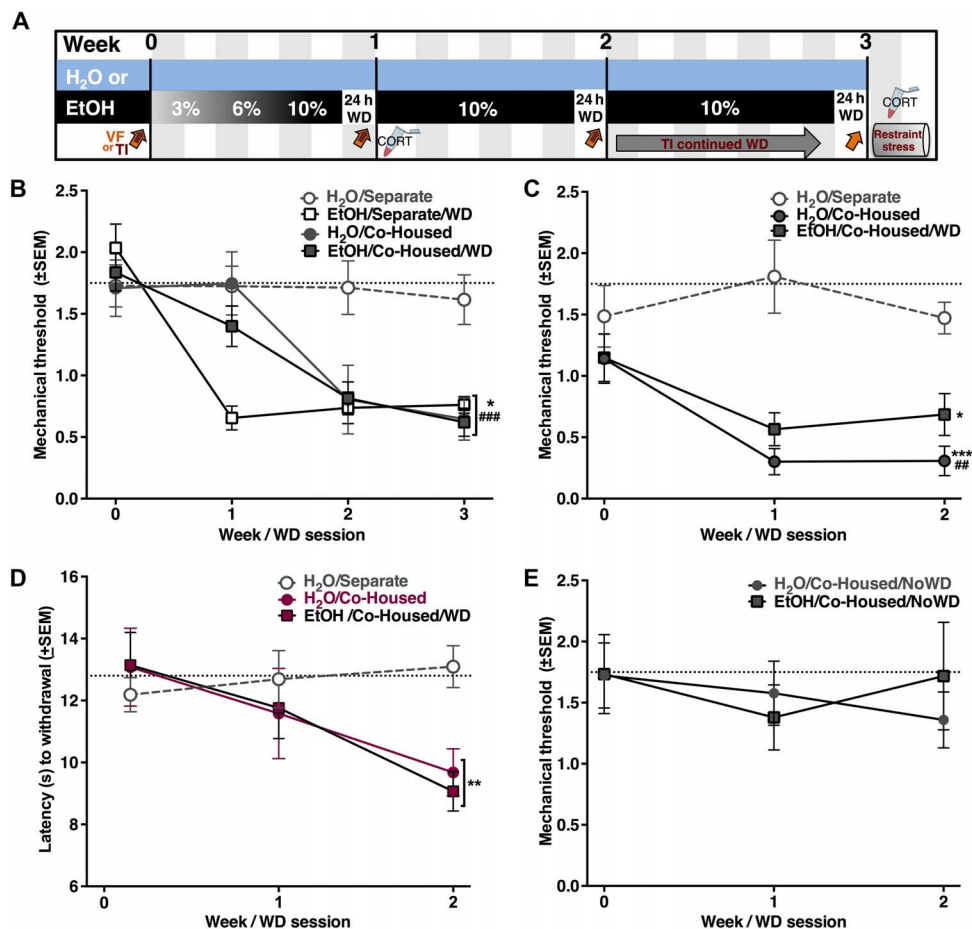 A
Week 0 1 2 3
H₂O or
EtOH 3% 6% 10% 24 h WD 10% 24 h WD 10% 24 h WD
VF or TI
CORT
TI continued WD
CORT
Restraint stress
B
2.5
2.0
1.5
1.0
0.5
0.0
Mechanical threshold (±SEM)
H₂O/Separate
EtOH/Separate/WD
H₂O/Co-Housed
EtOH/Co-Housed/WD
*
###
0 1 2 3
Week / WD session
C
2.5
2.0
1.5
1.0
0.5
0.0
Mechanical threshold (±SEM)
H₂O/Separate
H₂O/Co-Housed
EtOH/Co-Housed/WD
*
***
##
0 1 2
Week / WD session
D
16
14
12
10
8
6
Latency (s) to withdrawal (±SEM)
H₂O/Separate
H₂O/Co-Housed
EtOH /Co-Housed/WD
**
0 1 2
Week / WD session
E
2.5
2.0
1.5
1.0
0.5
0.0
Mechanical threshold (±SEM)
H₂O/Co-Housed/NoWD
EtOH/Co-Housed/NoWD
0 1 2
Week / WD session